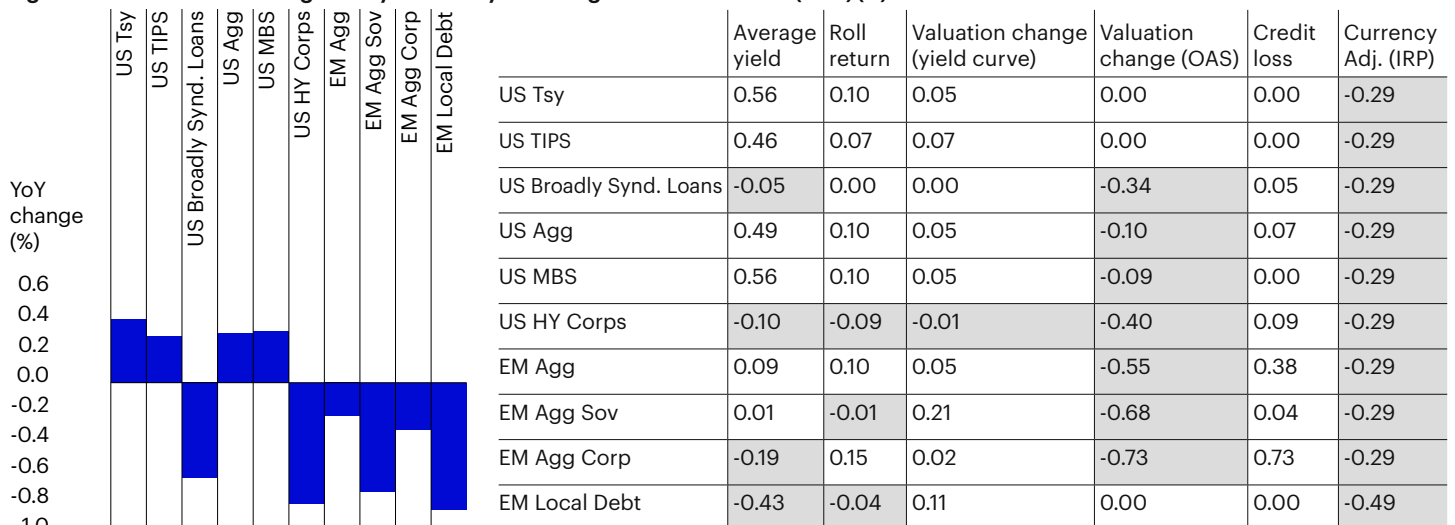 US Tsy
US TIPS
US Broadly Synd. Loans
US Agg
US MBS
US HY Corps
EM Agg
EM Agg Sov
EM Agg Corp
EM Local Debt
YoY
change
(%)
0.6
0.4
0.2
0.0
-0.2
-0.4
-0.6
-0.8
Average yield Roll return Valuation change (yield curve) Valuation change (OAS) Credit loss Currency Adj. (IRP)
US Tsy 0.56 0.10 0.05 0.00 0.00 -0.29
US TIPS 0.46 0.07 0.07 0.00 0.00 -0.29
US Broadly Synd. Loans -0.05 0.00 0.00 -0.34 0.05 -0.29
US Agg 0.49 0.10 0.05 -0.10 0.07 -0.29
US MBS 0.56 0.10 0.05 -0.09 0.00 -0.29
US HY Corps -0.10 -0.09 -0.01 -0.40 0.09 -0.29
EM Agg 0.09 0.10 0.05 -0.55 0.38 -0.29
EM Agg Sov 0.01 -0.01 0.21 -0.68 0.04 -0.29
EM Agg Corp -0.19 0.15 0.02 -0.73 0.73 -0.29
EM Local Debt -0.43 -0.04 0.11 0.00 0.00 -0.49